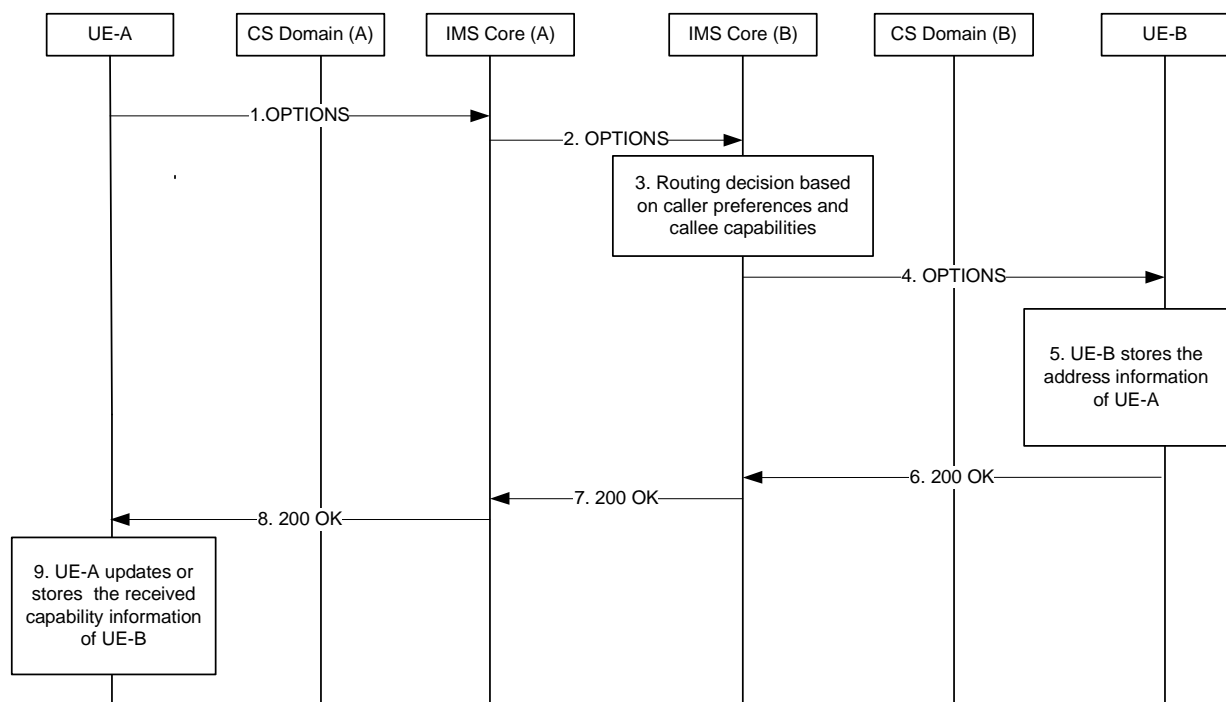 UE-A
CS Domain (A)
IMS Core (A)
IMS Core (B)
CS Domain (B)
UE-B
1.OPTIONS
2. OPTIONS
3. Routing decision based
on caller preferences and
callee capabilities
4. OPTIONS
5. UE-B stores the
address information
of UE-A
6. 200 OK
7. 200 OK
8. 200 OK
9. UE-A updates or
stores the received
capability information
of UE-B